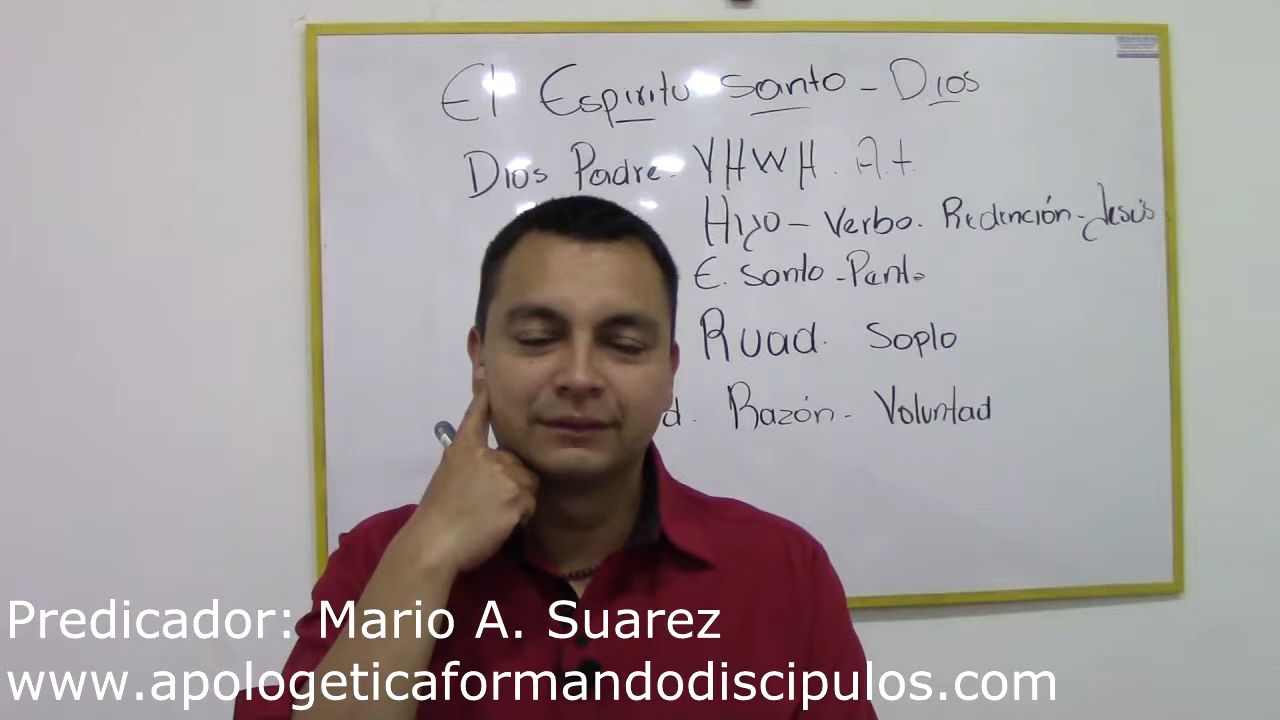 El Espiritu Santo - Dios
Dios Padre. YHWH. A.t.
Hijo - Verbo. Redención - Jesús
E. Santo - Pent
Ruad. Soplo
d. Razón - Voluntad
Predicador: Mario A. Suarez
www.apologeticaformandodiscipulos.com